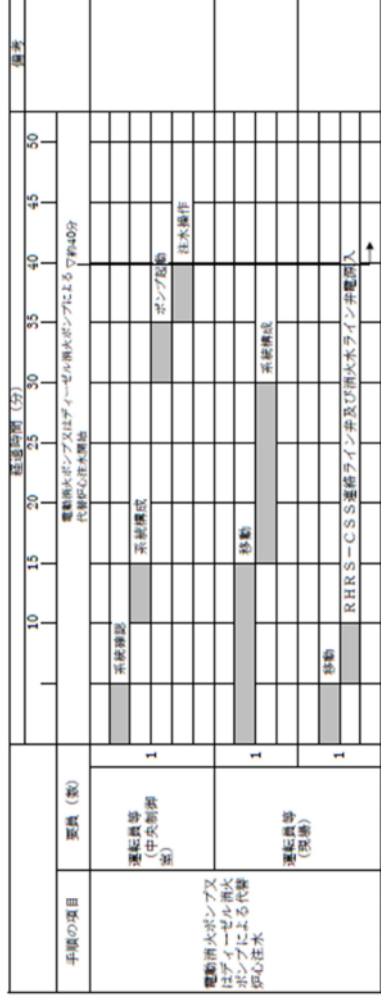 経過時間（分）
備考
10 15 20 25 30 35 40 45 50
手順の項目
要員（数）
電動消火ポンプ又はディーゼル消火ポンプによる ▽約40分
代替炉心注水開始
電動消火ポンプ又
はディーゼル消火
ポンプによる代替
炉心注水
運転員等
（中央制御
室）
1
系統確認
系統構成
ポンプ起動
注水操作
運転員等
（現場）
1
移動
系統構成
1
移動
ＲＨＲＳ－ＣＳＳ連絡ライン弁及び消火水ライン弁電源入